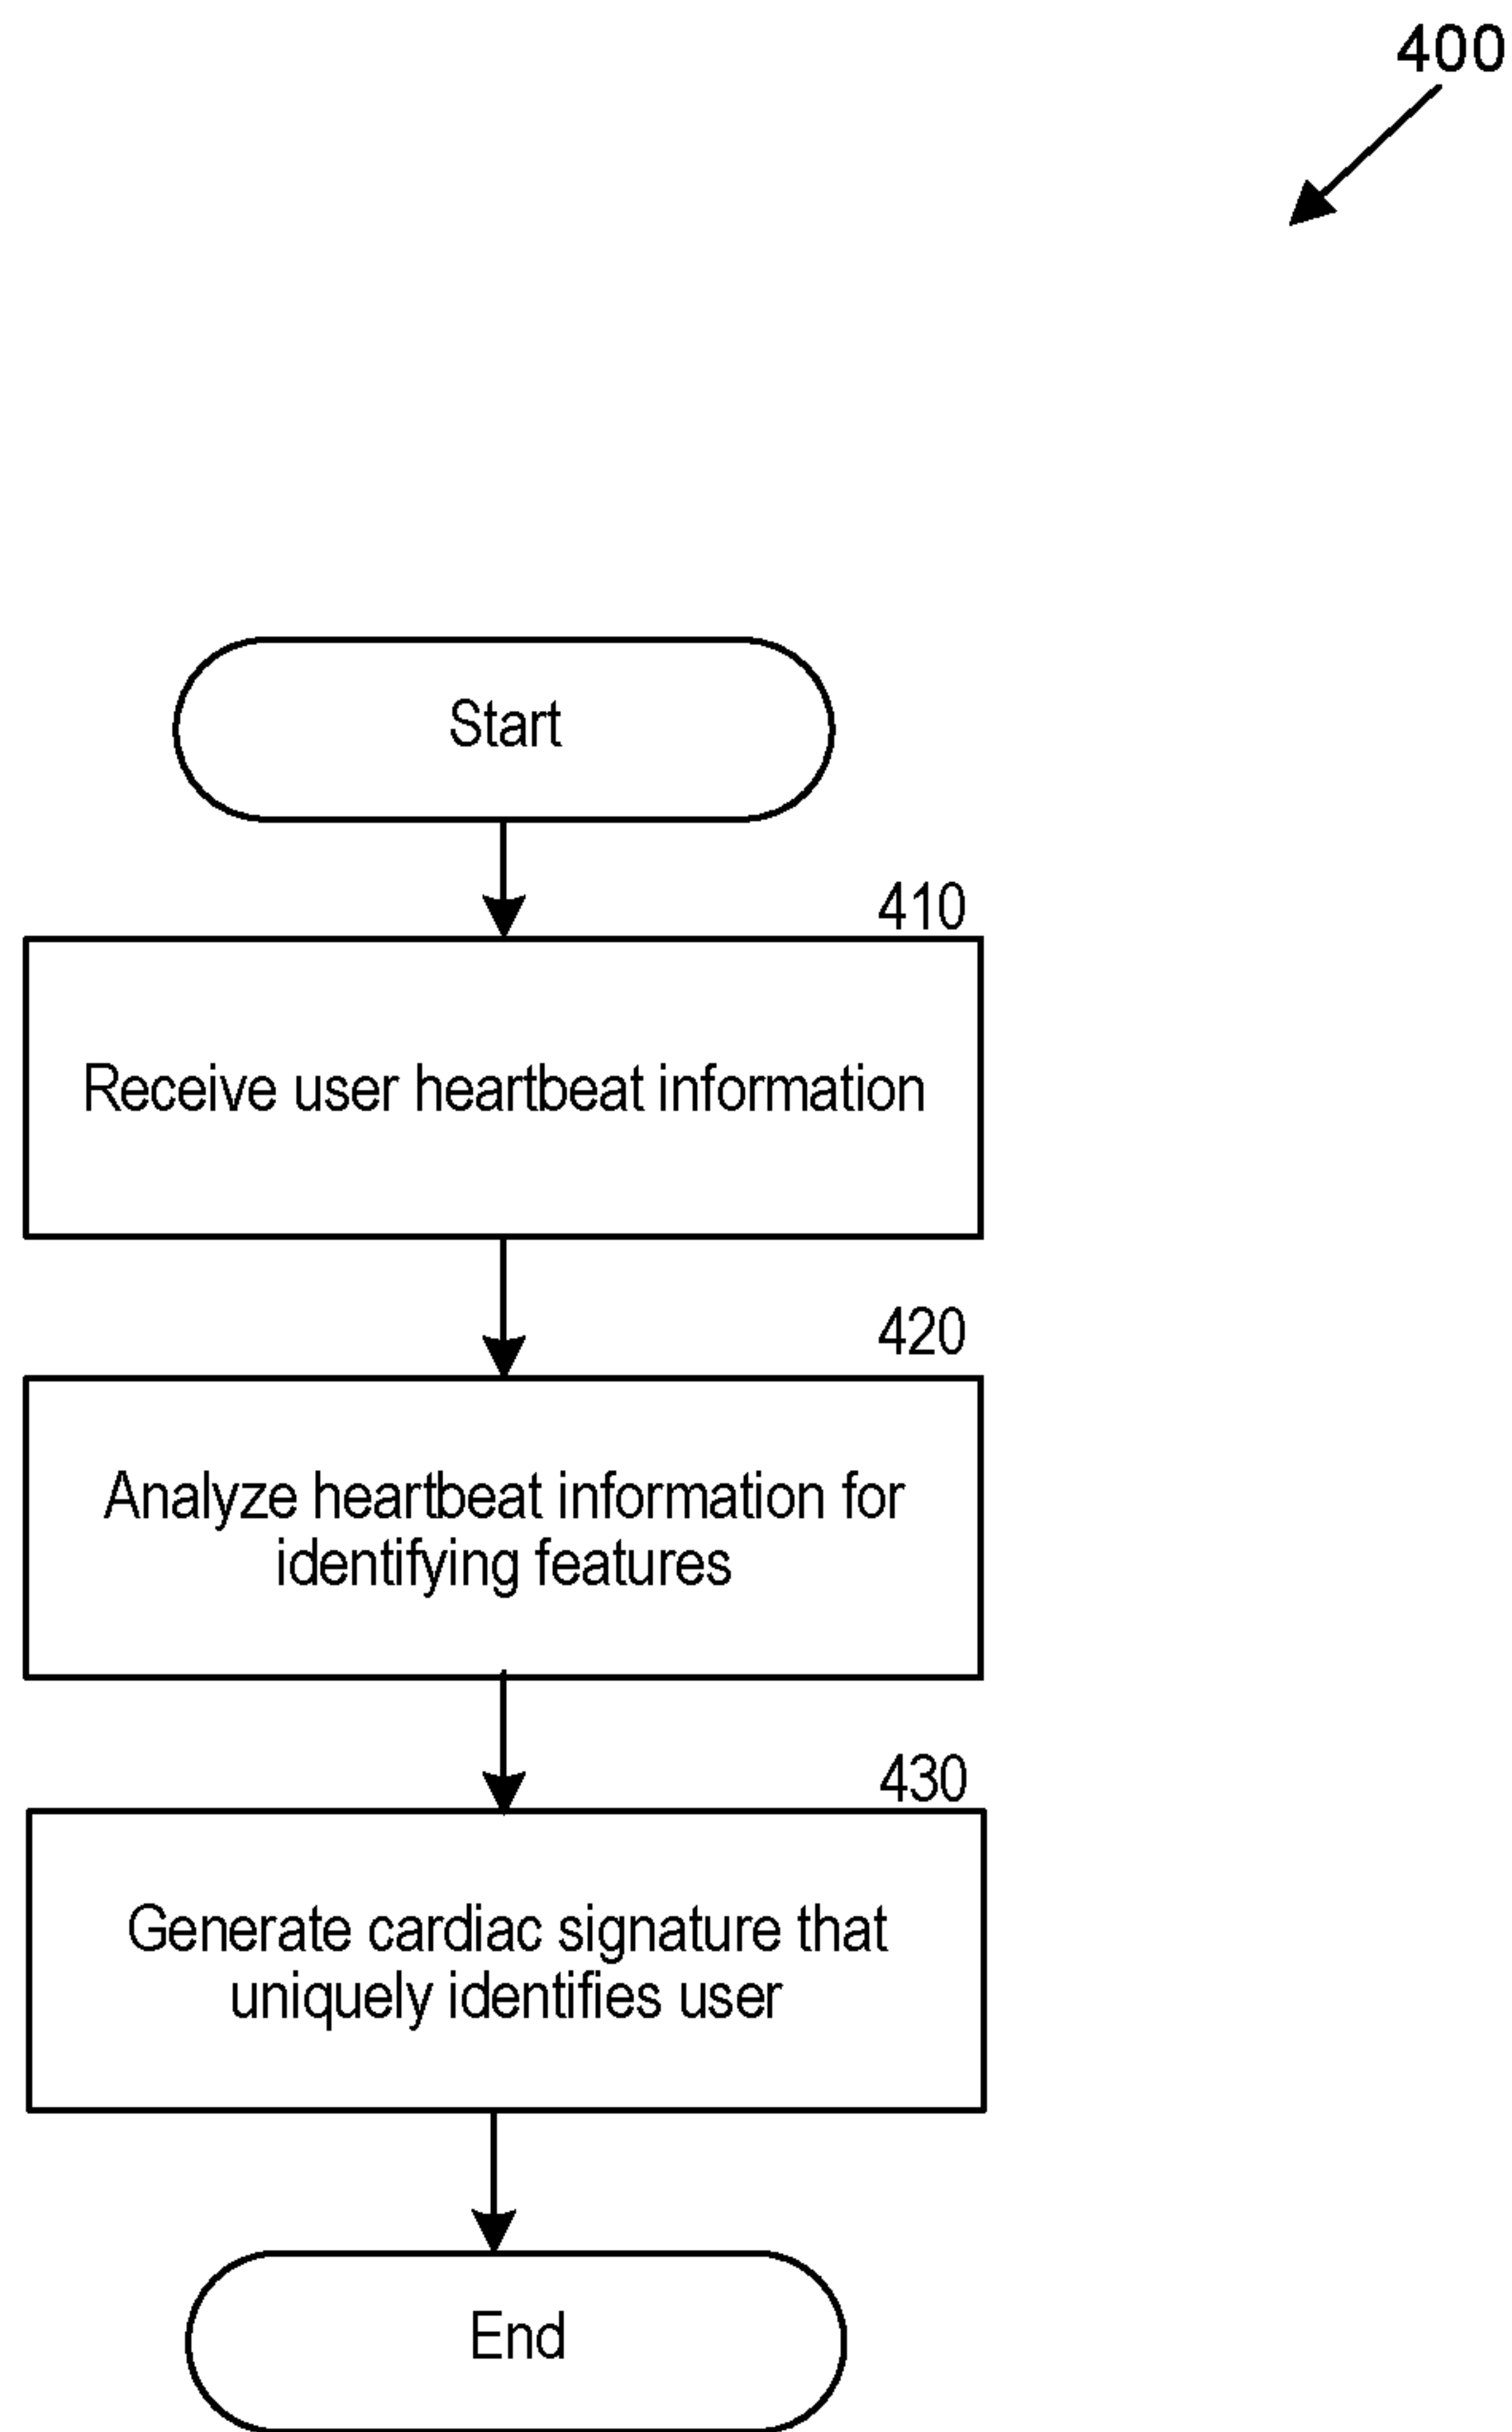 400
Start
410
Receive user heartbeat information
420
Analyze heartbeat information for
identifying features
430
Generate cardiac signature that
uniquely identifies user
End